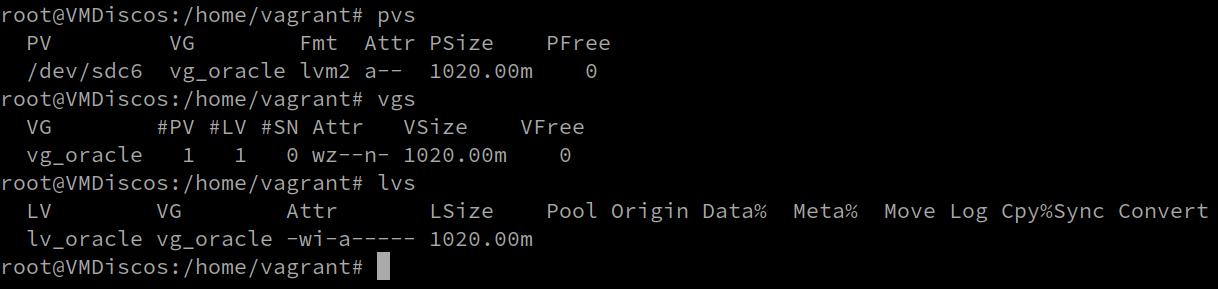 root@VMDiscos:/home/vagrant# pvs
  PV         VG        Fmt  Attr PSize    PFree
  /dev/sdc6  vg_oracle lvm2 a--  1020.00m    0
root@VMDiscos:/home/vagrant# vgs
  VG        #PV #LV #SN Attr   VSize    VFree
  vg_oracle   1   1   0 wz--n- 1020.00m    0
root@VMDiscos:/home/vagrant# lvs
  LV        VG        Attr       LSize    Pool Origin Data%  Meta%  Move Log Cpy%Sync Convert
  lv_oracle vg_oracle -wi-a----- 1020.00m
root@VMDiscos:/home/vagrant#